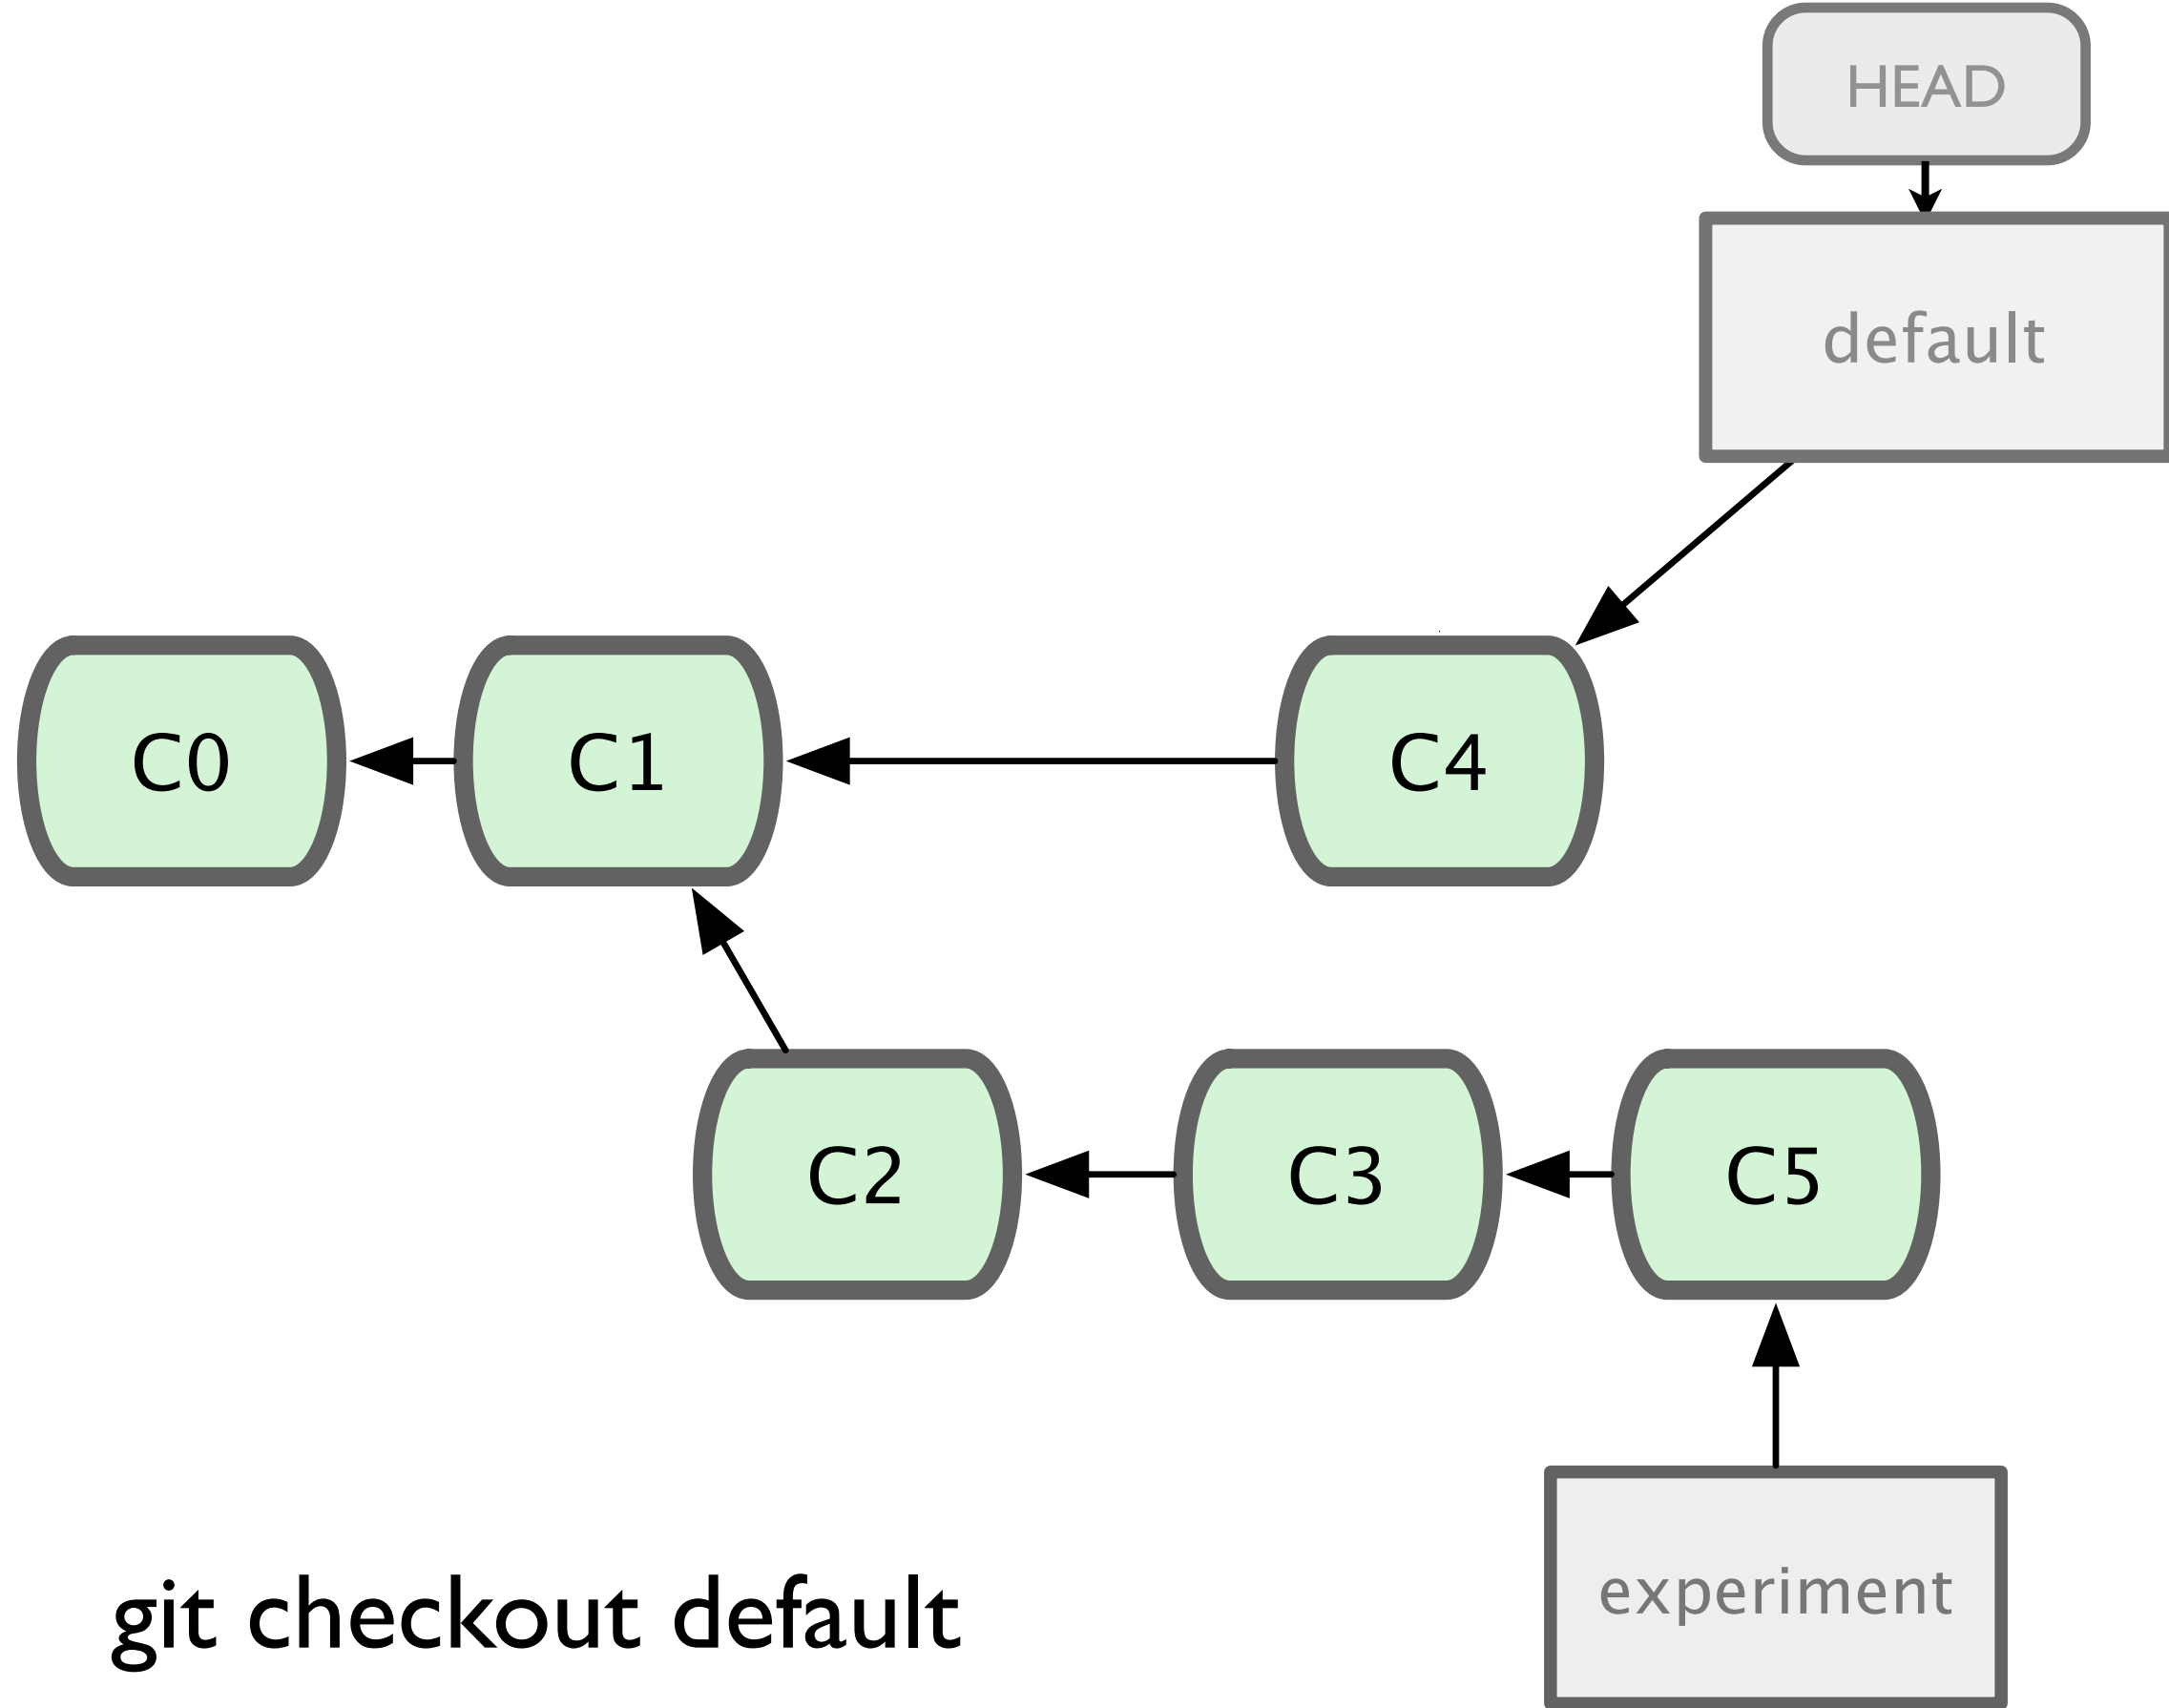 HEAD
default
C0
C1
C4
C2
C3
C5
experiment
git checkout default